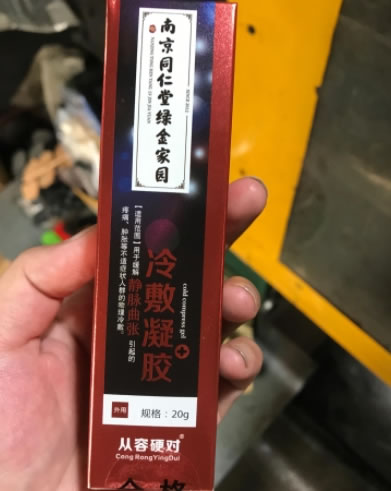 南京同仁堂绿金家园
【适用范围】用于缓解静脉曲张引起的
疼痛、肿胀等不适症状人群的物理冷敷。
冷敷凝胶
cold compress gel
外用
规格：20g
从容硬对®
Cong RongYingDui
合格